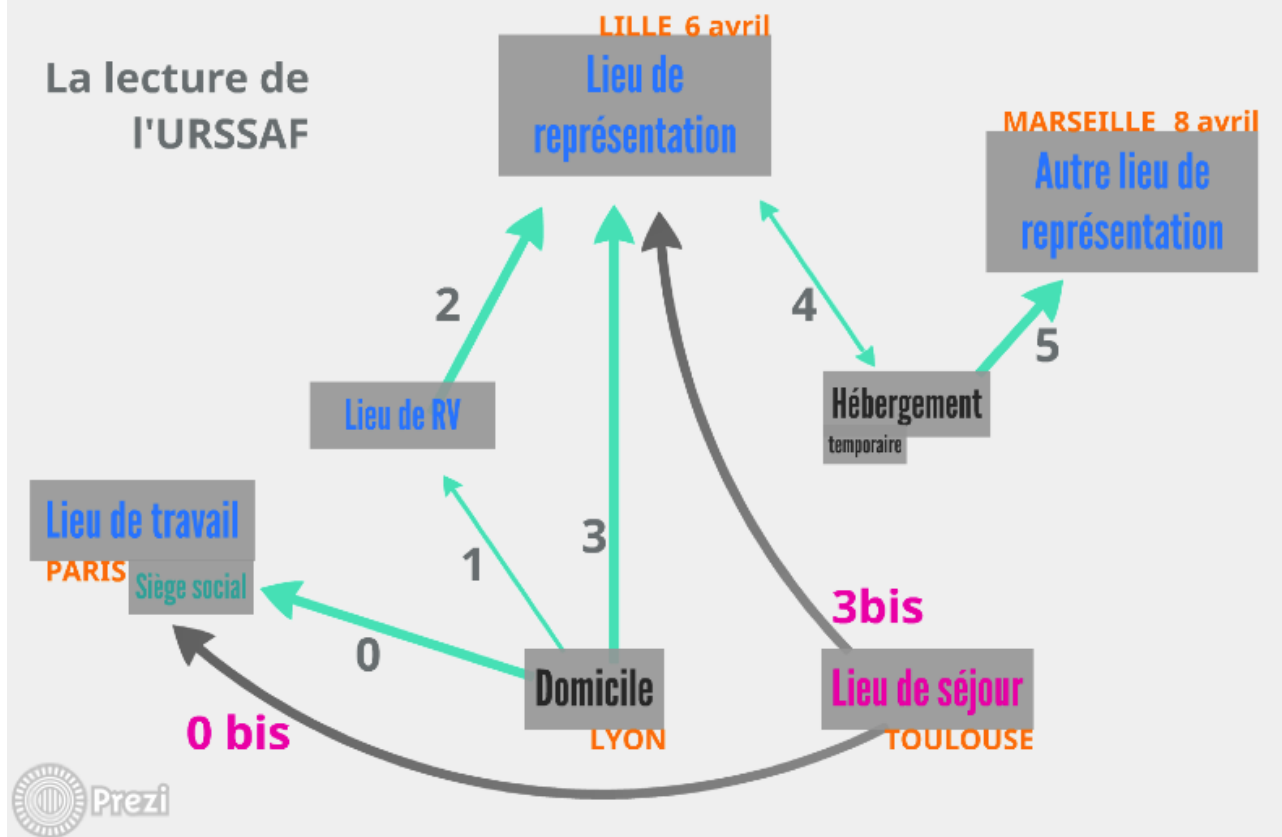 La lecture de
l'URSSAF
LILLE 6 avril
Lieu de
représentation
MARSEILLE 8 avril
Autre lieu de
représentation
2
4
5
Lieu de RV
Hébergement
temporaire
Lieu de travail
PARIS
Siège social
1
3
3bis
0
Domicile
LYON
Lieu de séjour
TOULOUSE
0 bis
Prezi